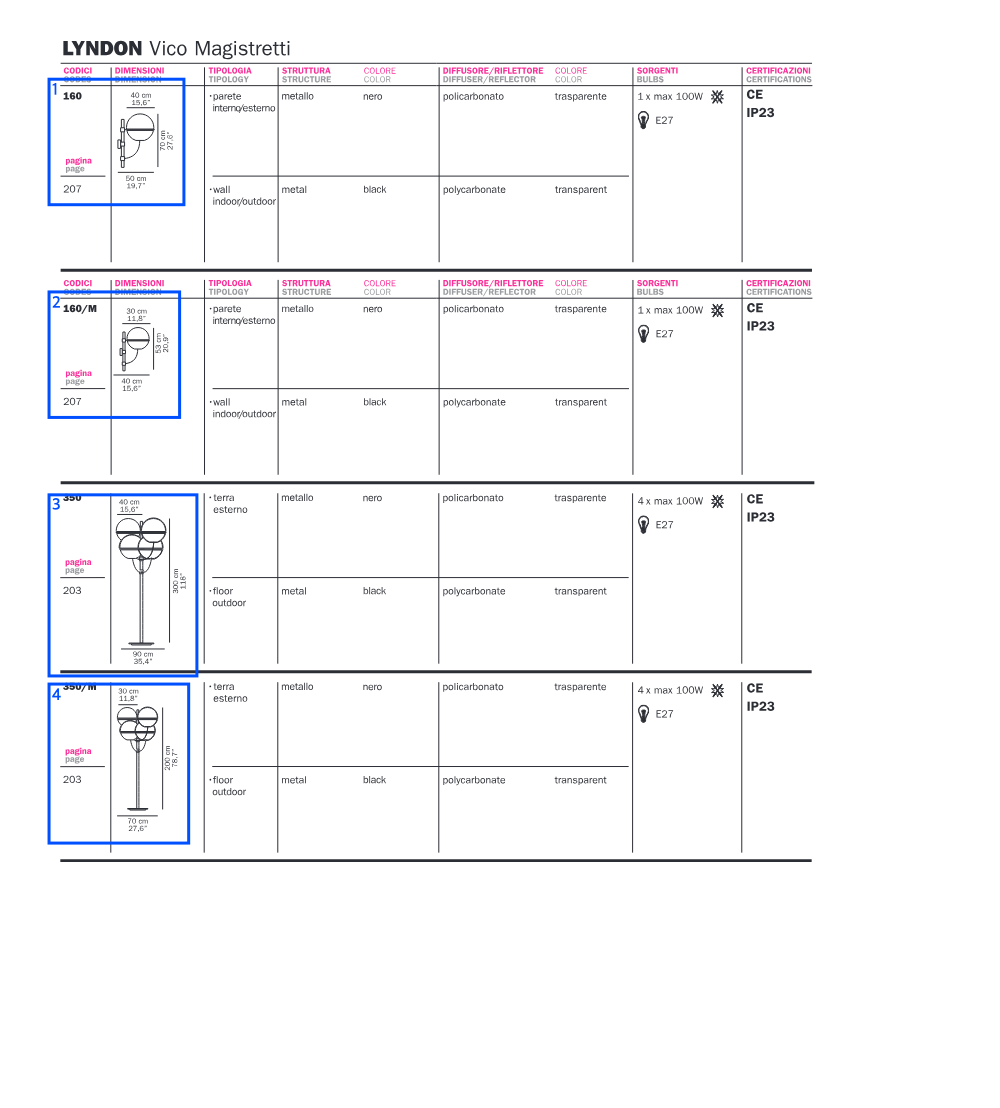 LYNDON Vico Magistretti
CODICI DIMENSIONI TIPOLOGIA STRUTTURA COLORE DIFFUSORE/RIFLETTORE COLORE SORGENTI CERTIFICAZIONI
CODES DIMENSION TIPOLOGY STRUCTURE COLOR DIFFUSER/REFLECTOR COLOR BULBS CERTIFICATIONS
1
160 40 cm ·parete metallo nero policarbonato trasparente 1 x max 100W CE
15,6" interno/esterno
IP23
E27
70 cm
27.6"
pagina
page
50 cm
19,7"
207 ·wall metal black polycarbonate transparent
indoor/outdoor
CODICI DIMENSIONI TIPOLOGIA STRUTTURA COLORE DIFFUSORE/RIFLETTORE COLORE SORGENTI CERTIFICAZIONI
CODES DIMENSION TIPOLOGY STRUCTURE COLOR DIFFUSER/REFLECTOR COLOR BULBS CERTIFICATIONS
2
160/M 30 cm ·parete metallo nero policarbonato trasparente 1 x max 100W CE
11,8" interno/esterno
IP23
E27
53 cm
20,9"
pagina
page
40 cm
15,6"
207 ·wall metal black polycarbonate transparent
indoor/outdoor
3
350 40 cm ·terra metallo nero policarbonato trasparente 4 x max 100W CE
15,6" esterno
IP23
E27
pagina
page
300 cm
118"
203 ·floor metal black polycarbonate transparent
outdoor
90 cm
35,4"
4
350/M 30 cm ·terra metallo nero policarbonato trasparente 4 x max 100W CE
11,8" esterno
IP23
E27
pagina
page
200 cm
78.7"
203 ·floor metal black polycarbonate transparent
outdoor
70 cm
27,6"